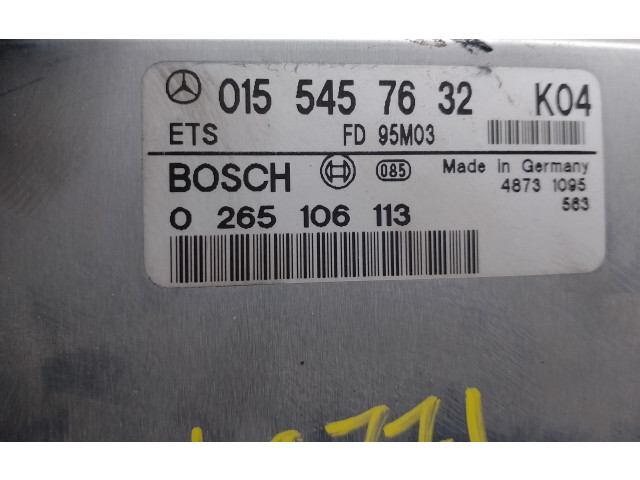 015 545 76 32 K04
ETS FD 95M03
BOSCH 085 Made in Germany
4873 1095
0 265 106 113 563